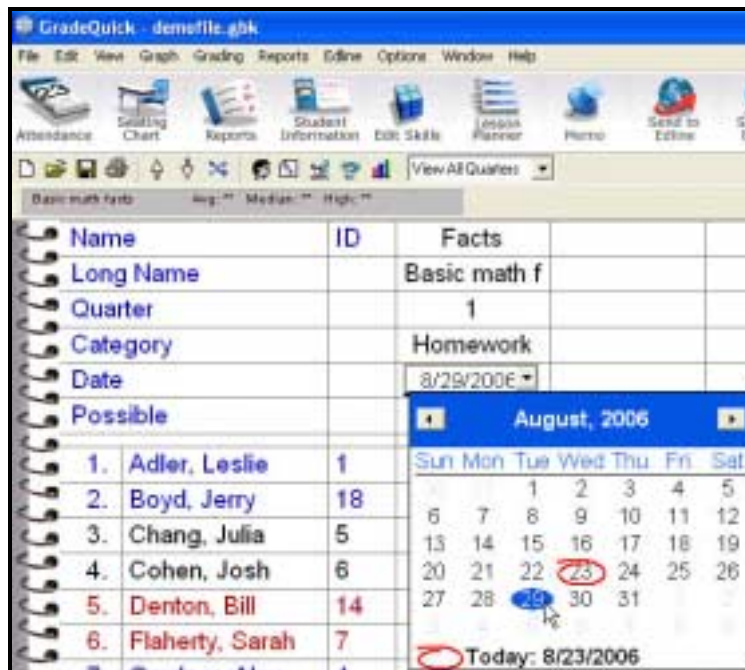 GradeQuick - demofile.gbk
File Edit View Graph Grading Reports Edline Options Window Help
Attendance Seating Chart Reports Student Information Edit Skills Lesson Planner Memo Send to Edline
View All Quarters
Basic math facts Avg: ** Median: ** High: **
Name ID Facts
Long Name Basic math f
Quarter 1
Category Homework
Date 8/29/2006
Possible
August, 2006
Sun Mon Tue Wed Thu Fri Sat
1 2 3 4 5
6 7 8 9 10 11 12
13 14 15 16 17 18 19
20 21 22 23 24 25 26
27 28 29 30 31
Today: 8/23/2006
1. Adler, Leslie 1
2. Boyd, Jerry 18
3. Chang, Julia 5
4. Cohen, Josh 6
5. Denton, Bill 14
6. Flaherty, Sarah 7